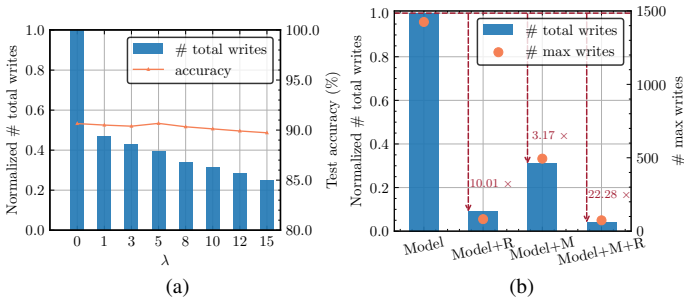 Normalized # total writes
1.0
0.8
0.6
0.4
0.2
0.0
# total writes
accuracy
100.0
95.0
90.0
85.0
80.0
Test accuracy (%)
0 1 3 5 8 10 12 15
λ
(a)
Normalized # total writes
1.0
0.8
0.6
0.4
0.2
0.0
# total writes
# max writes
10.01 ×
3.17 ×
22.28 ×
1500
1000
500
0
# max writes
Model Model+R Model+M Model+M+R
(b)